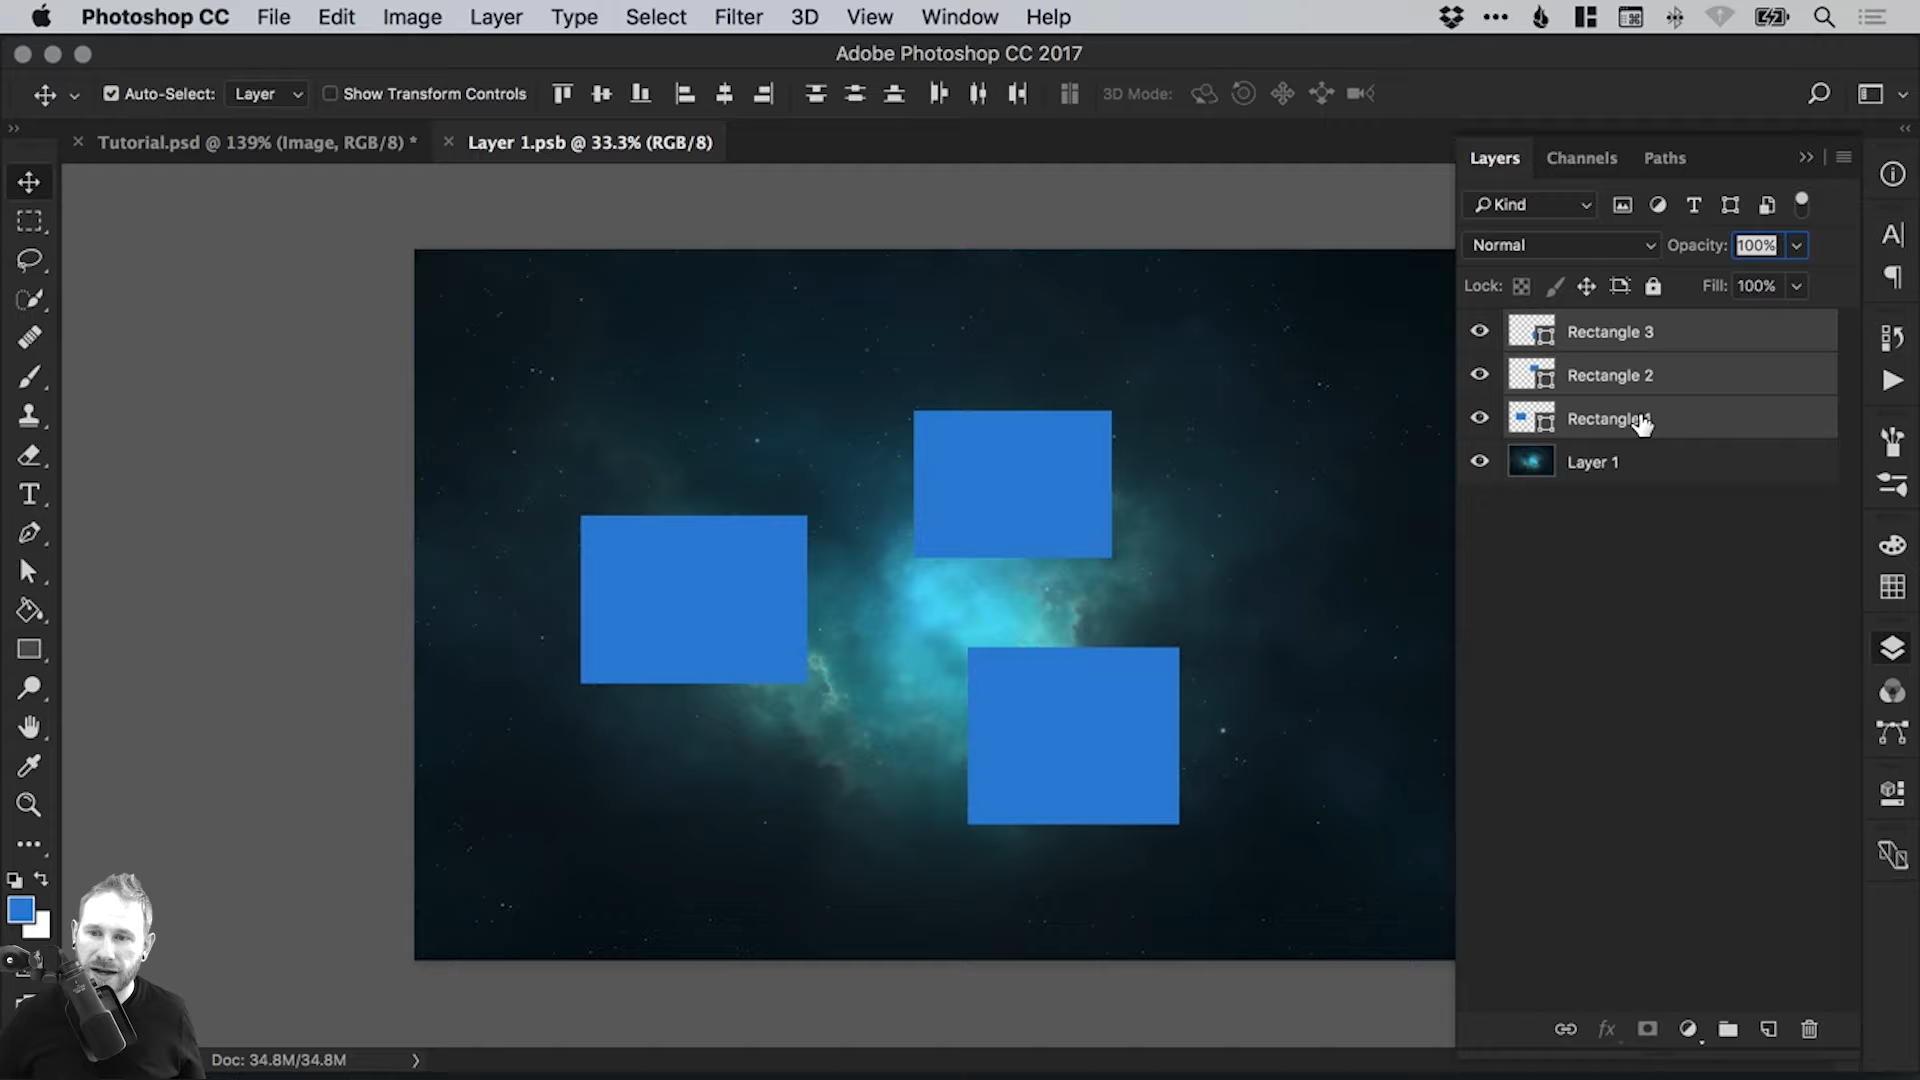 Photoshop CC File Edit Image Layer Type Select Filter 3D View Window Help
Adobe Photoshop CC 2017
Auto-Select: Layer Show Transform Controls 3D Mode:
Tutorial.psd @ 139% (Image, RGB/8) * Layer 1.psb @ 33.3% (RGB/8)
Layers Channels Paths
Kind
Normal Opacity: 100%
Lock: Fill: 100%
Rectangle 3
Rectangle 2
Rectangle 1
Layer 1
fx
Doc: 34.8M/34.8M